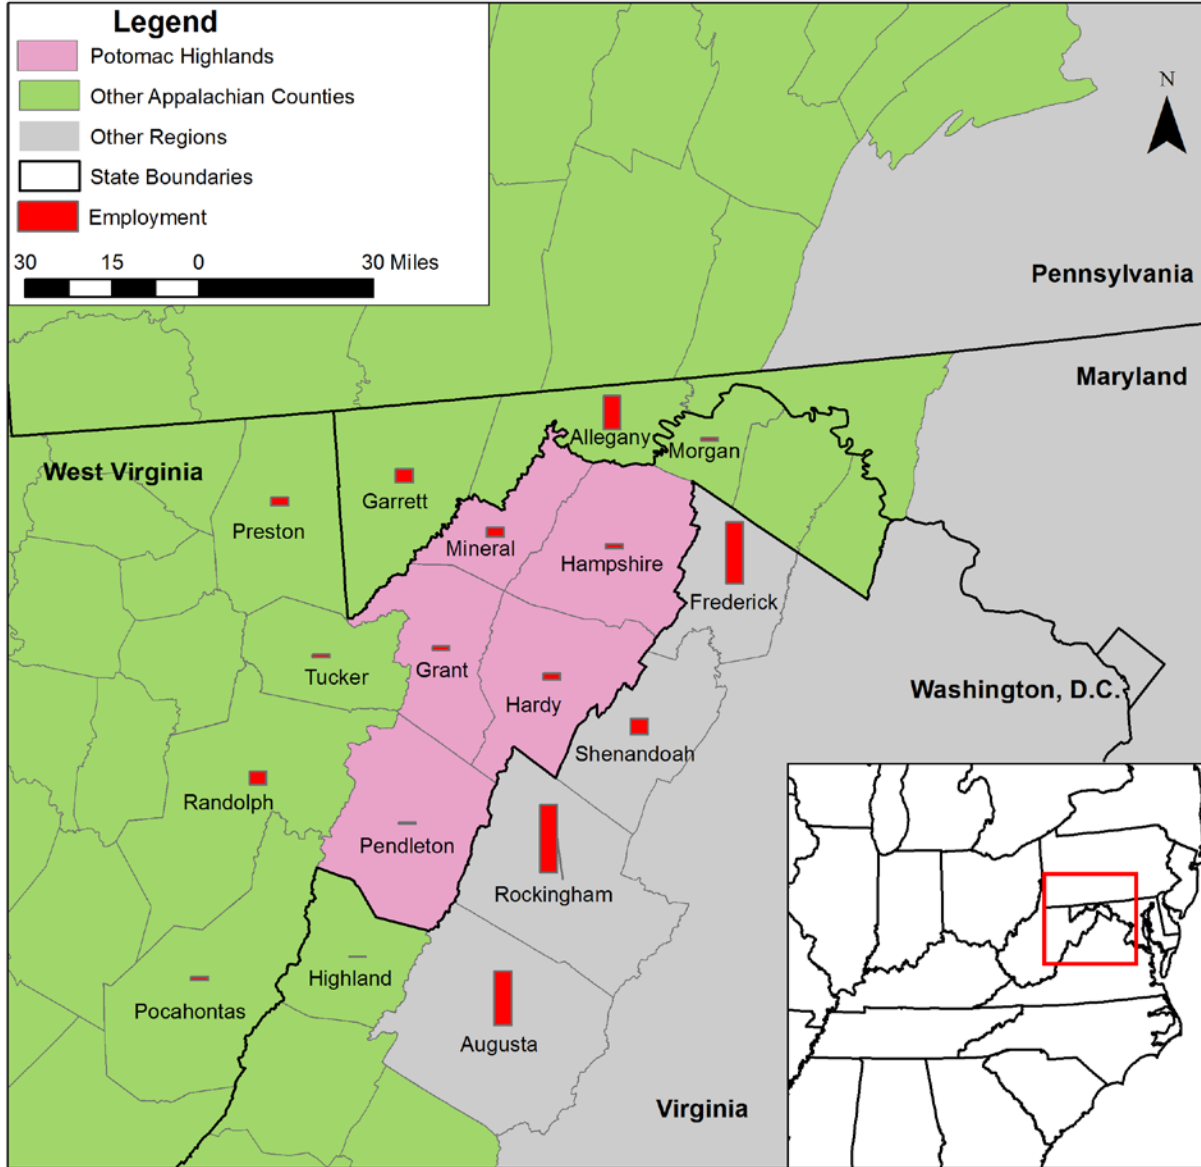 Legend
Potomac Highlands
Other Appalachian Counties
Other Regions
State Boundaries
Employment
30 15 0 30 Miles
N
Pennsylvania
Maryland
Allegany
Morgan
West Virginia
Garrett
Preston
Mineral
Hampshire
Frederick
Tucker
Grant
Washington, D.C.
Hardy
Shenandoah
Randolph
Pendleton
Rockingham
Highland
Pocahontas
Augusta
Virginia